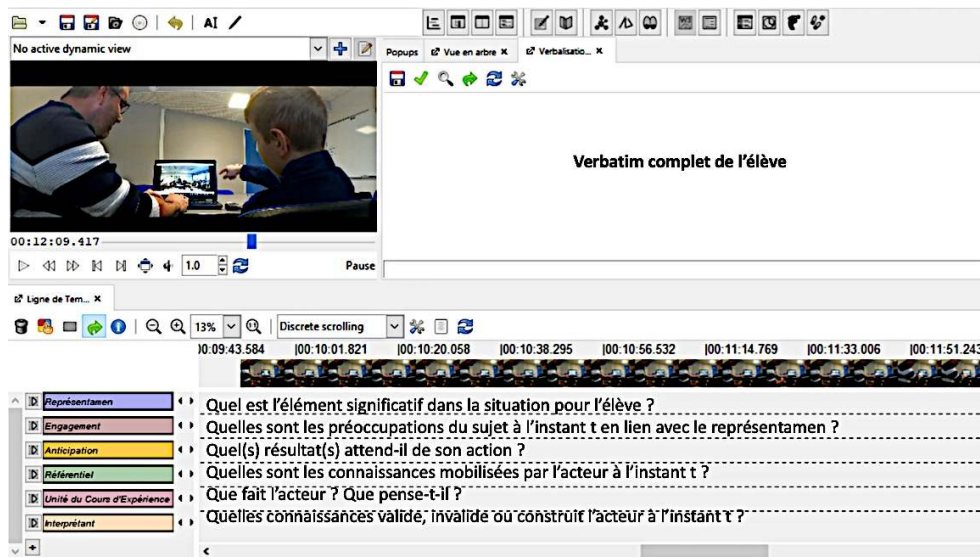 AI
No active dynamic view
Popups
Vue en arbre
Verbalisatio...
Verbatim complet de l’élève
00:12:09.417
1.0
Pause
Ligne de Tem...
13%
Discrete scrolling
00:09:43.584 |00:10:01.821 |00:10:20.058 |00:10:38.295 |00:10:56.532 |00:11:14.769 |00:11:33.006 |00:11:51.243
Représentamen
Quel est l’élément significatif dans la situation pour l’élève ?
Engagement
Quelles sont les préoccupations du sujet à l’instant t en lien avec le représentamen ?
Anticipation
Quel(s) résultat(s) attend-il de son action ?
Référentiel
Quelles sont les connaissances mobilisées par l’acteur à l’instant t ?
Unité du Cours d'Expérience
Que fait l’acteur ? Que pense-t-il ?
Interprétant
Quelles connaissances valide, invalide ou construit l’acteur à l’instant t ?